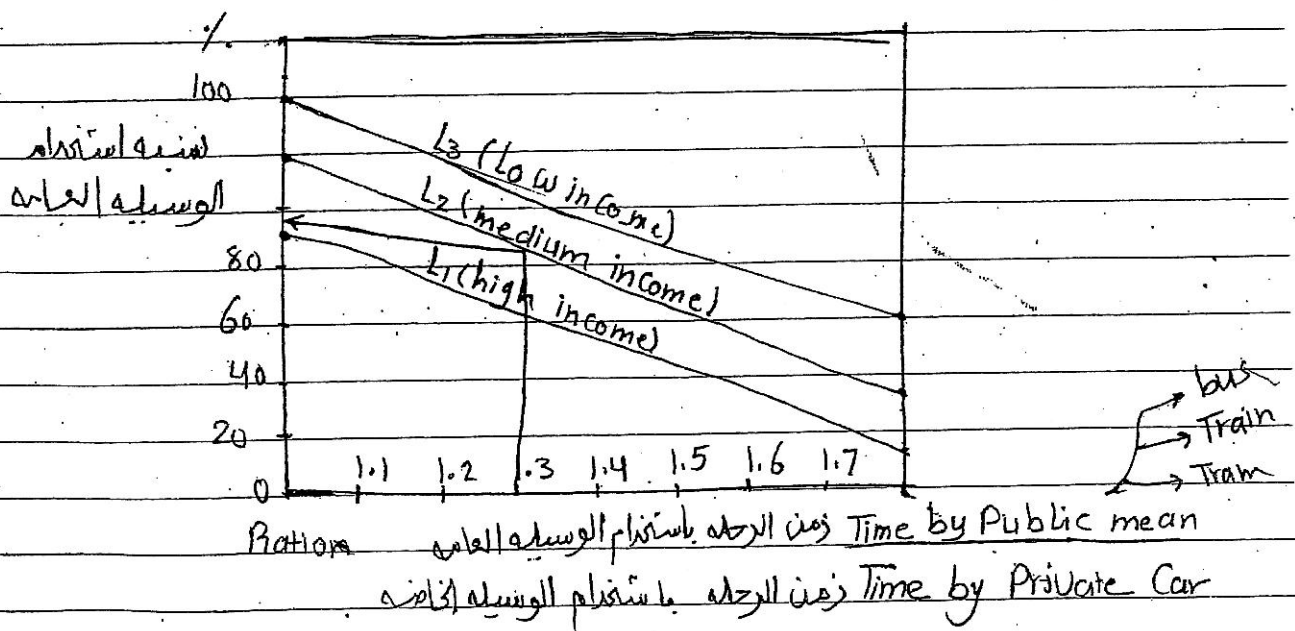 %
100
نسبه استخدام
الوسيله العامه
80
60
40
20
0
L3 (Low income)
L2 (medium income)
L1 (high income)
1.1 1.2 1.3 1.4 1.5 1.6 1.7
bus
Train
Tram
زمن الرحله باستخدام الوسيله العامه Time by Public mean
زمن الرحله باستخدام الوسيله الخاصه Time by Private Car